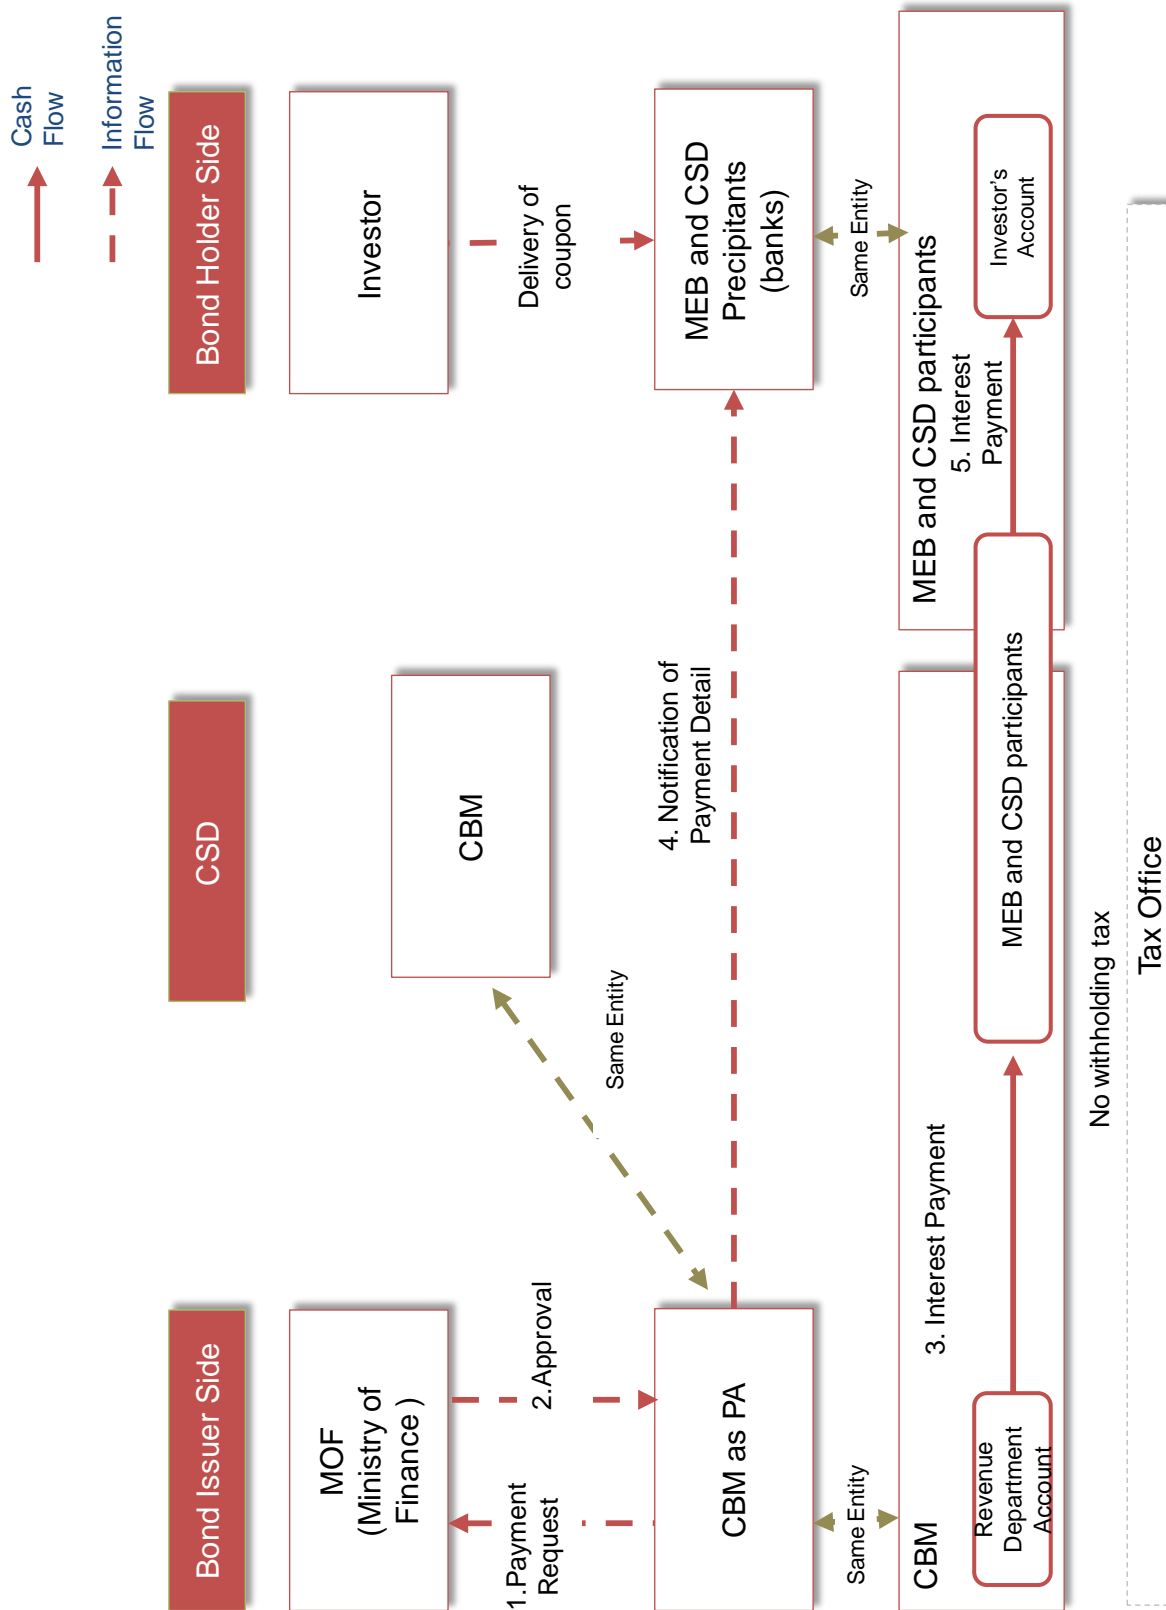 Cash
Flow
Information
Flow
Bond Issuer Side
CSD
Bond Holder Side
MOF
(Ministry of
Finance )
CBM
Investor
1.Payment
Request
2.Approval
Same Entity
Delivery of
coupon
CBM as PA
4. Notification of
Payment Detail
MEB and CSD
Precipitants
(banks)
Same Entity
Same Entity
CBM
3. Interest Payment
MEB and CSD participants
5. Interest
Payment
Revenue
Department
Account
MEB and CSD participants
Investor's
Account
No withholding tax
Tax Office